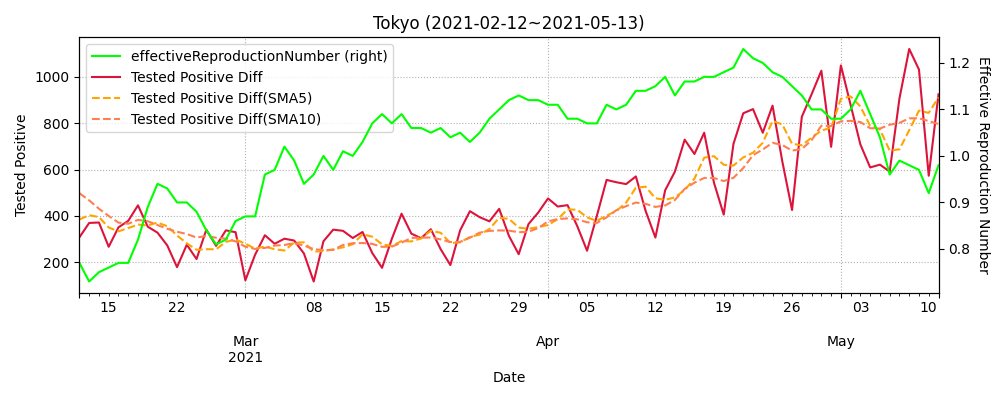 Tokyo (2021-02-12~2021-05-13)
effectiveReproductionNumber (right)
Tested Positive Diff
Tested Positive Diff(SMA5)
Tested Positive Diff(SMA10)
Tested Positive
1000
800
600
400
200
Effective Reproduction Number
1.2
1.1
1.0
0.9
0.8
15 22 08 15 22 29 05 12 19 26 03 10
Mar Apr May
2021
Date